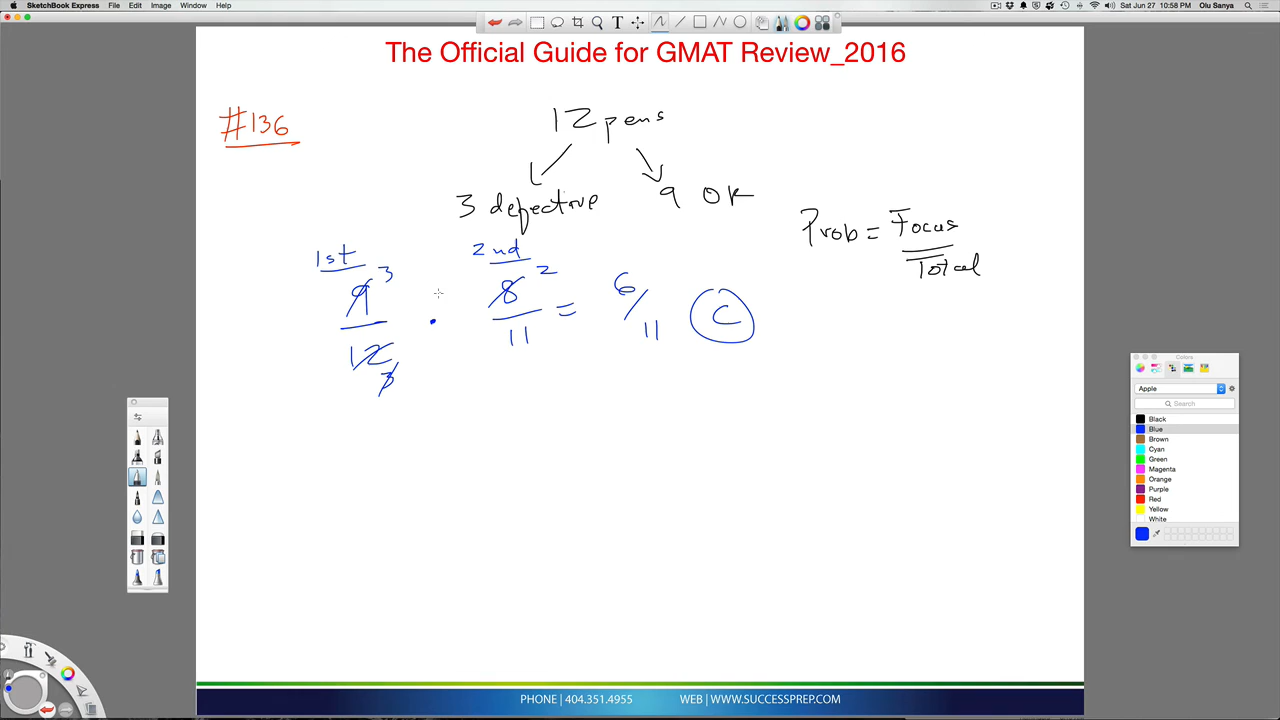 SketchBook Express File Edit Image Window Help Sat Jun 27 10:58 PM Olu Sanya
The Official Guide for GMAT Review_2016
#136
12 pens
3 defective 9 OK
Prob = Focus
Total
1st 2nd
9 3 · 8 2 = 6/11 C
12 3 11
Colors
Apple
Search
Black
Blue
Brown
Cyan
Green
Magenta
Orange
Purple
Red
Yellow
White
PHONE | 404.351.4955 WEB | WWW.SUCCESSPREP.COM